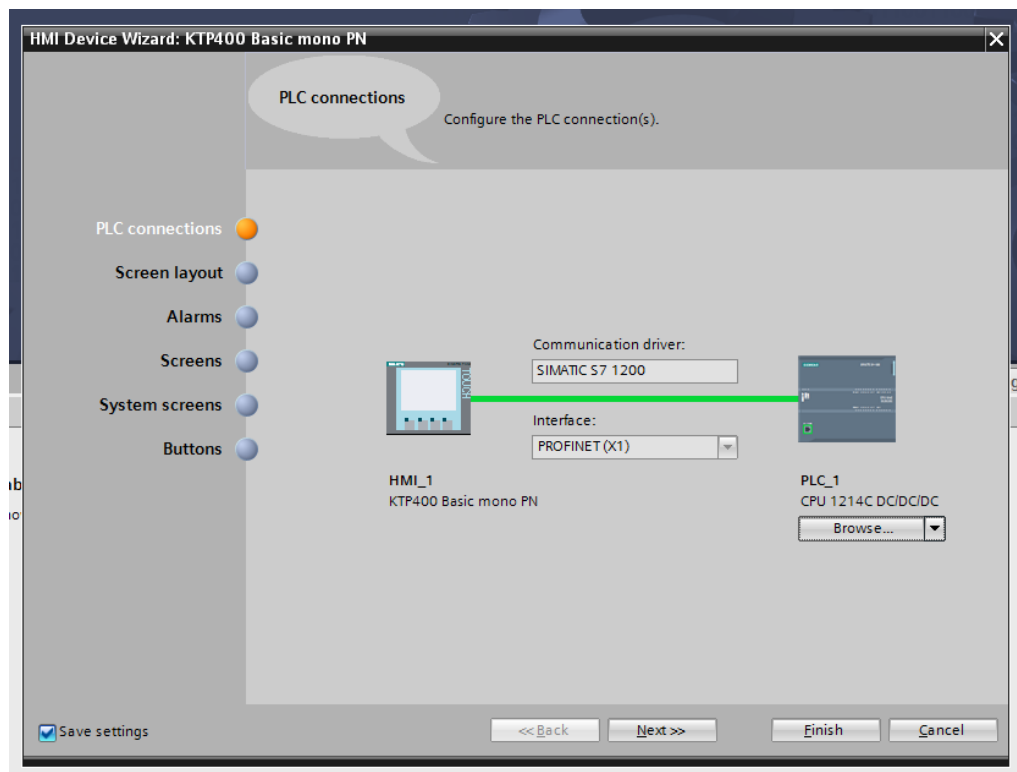 HMI Device Wizard: KTP400 Basic mono PN
PLC connections
Configure the PLC connection(s).
PLC connections
Screen layout
Alarms
Screens
System screens
Buttons
Communication driver:
SIMATIC S7 1200
TOUCH
Interface:
PROFINET (X1)
HMI_1
KTP400 Basic mono PN
PLC_1
CPU 1214C DC/DC/DC
Browse...
Save settings
<< Back
Next >>
Finish
Cancel